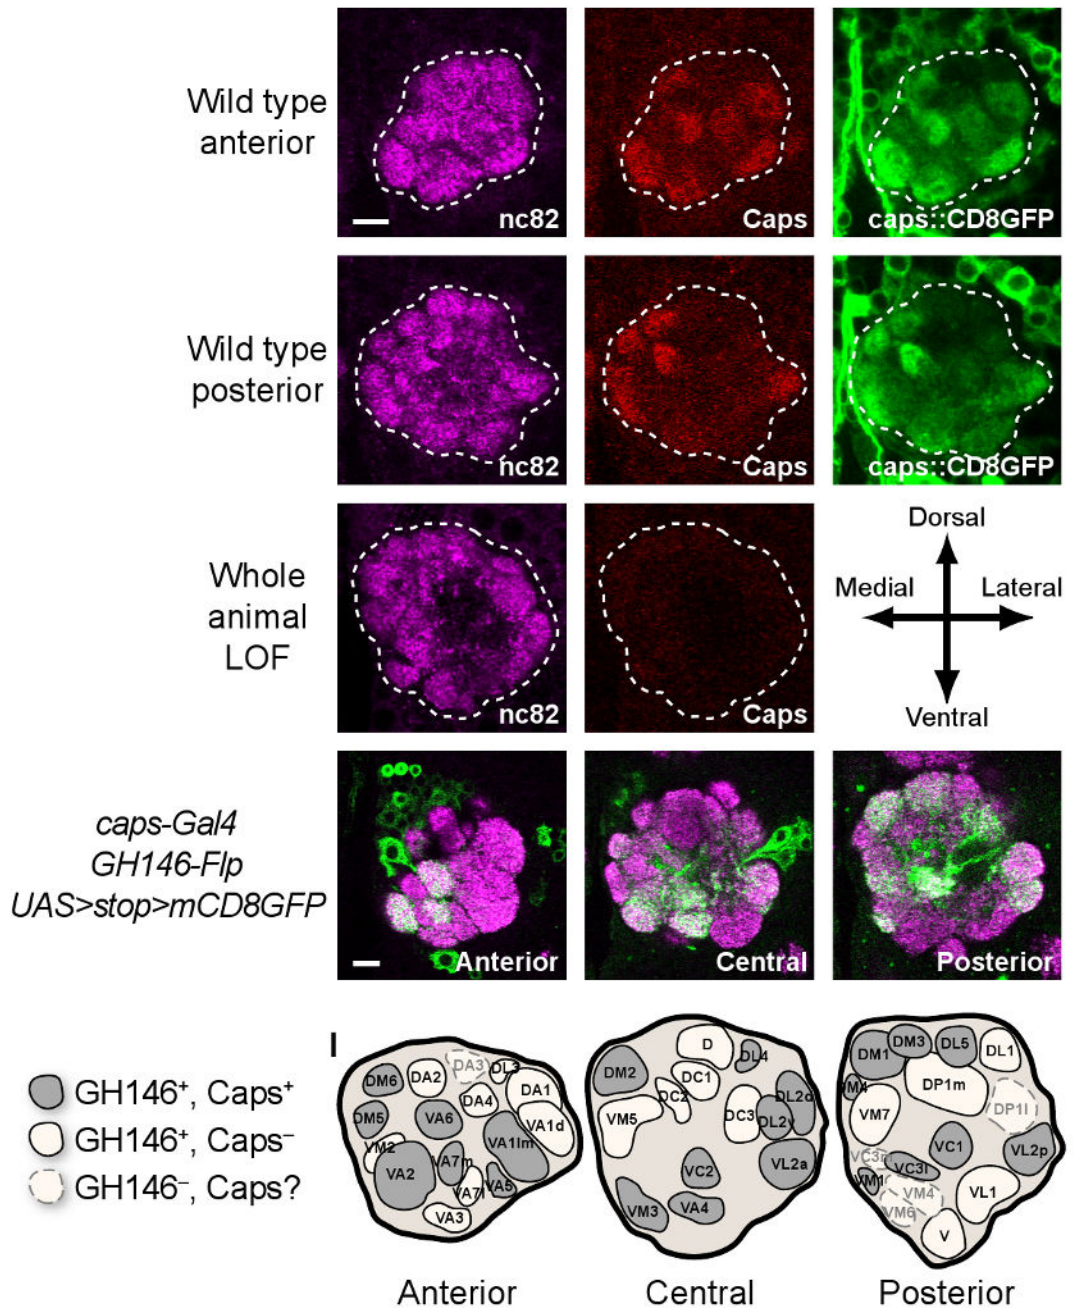 Wild type
anterior
nc82
Caps
caps::CD8GFP
Wild type
posterior
nc82
Caps
caps::CD8GFP
Whole
animal
LOF
nc82
Caps
Dorsal
Medial
Lateral
Ventral
caps-Gal4
GH146-Flp
UAS>stop>mCD8GFP
Anterior
Central
Posterior
I
GH146⁺, Caps⁺
GH146⁺, Caps⁻
GH146⁻, Caps?
DM6
DA2
DA3
DL3
DA1
DA4
DM5
VA6
VA1d
VA1lm
VM2
VA2
VA7m
VA7l
VA5
VA3
Anterior
D
DL4
DM2
DC1
DC2
DL2d
VM5
DC3
DL2v
VC2
VL2a
VM3
VA4
Central
DM1
DM3
DL5
DL1
DM4
DP1m
DP1l
VM7
VC1
VL2p
VC3m
VC3l
VM1
VM4
VL1
VM6
V
Posterior